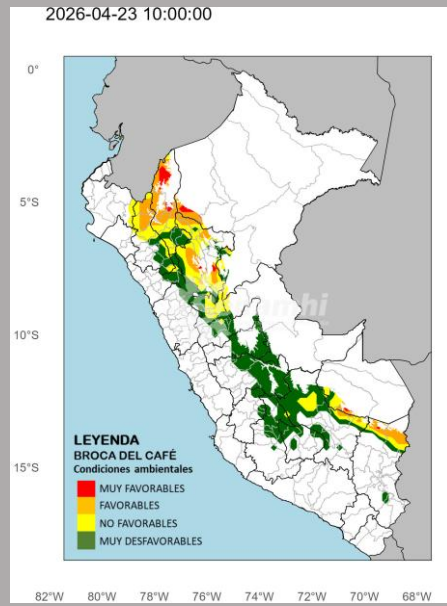 2026-04-23 10:00:00
0°
5°S
10°S
15°S
senamhi
LEYENDA
BROCA DEL CAFÉ
Condiciones ambientales
MUY FAVORABLES
FAVORABLES
NO FAVORABLES
MUY DESFAVORABLES
82°W 80°W 78°W 76°W 74°W 72°W 70°W 68°W